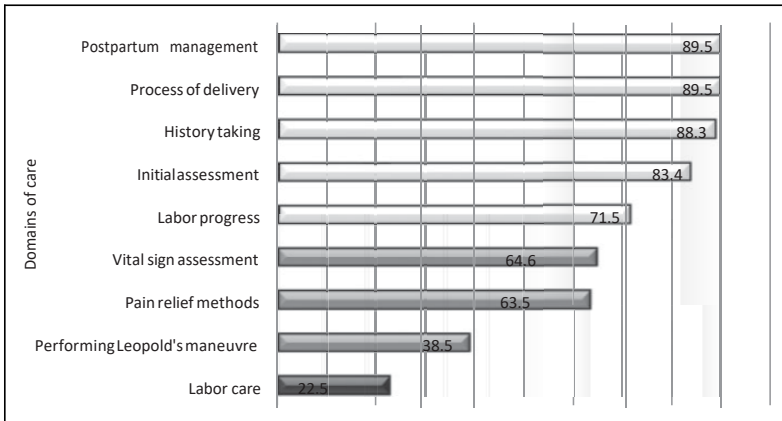 Domains of care
Postpartum management 89.5
Process of delivery 89.5
History taking 88.3
Initial assessment 83.4
Labor progress 71.5
Vital sign assessment 64.6
Pain relief methods 63.5
Performing Leopold's maneuvre 38.5
Labor care 22.5